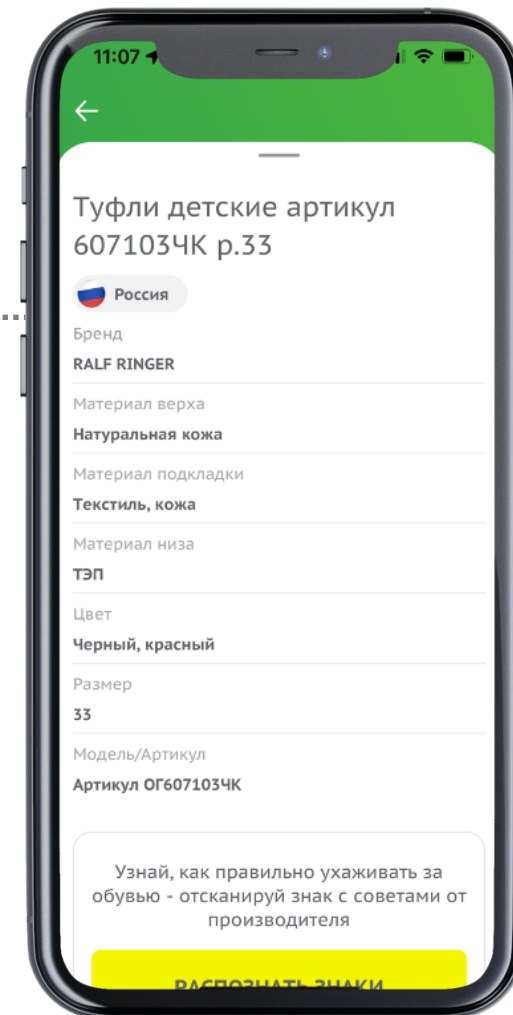 11:07
Туфли детские артикул
607103ЧК р.33
Россия
Бренд
RALF RINGER
Материал верха
Натуральная кожа
Материал подкладки
Текстиль, кожа
Материал низа
ТЭП
Цвет
Черный, красный
Размер
33
Модель/Артикул
Артикул ОГ607103ЧК
Узнай, как правильно ухаживать за
обувью - отсканируй знак с советами от
производителя
РАСПОЗНАТЬ ЗНАКИ